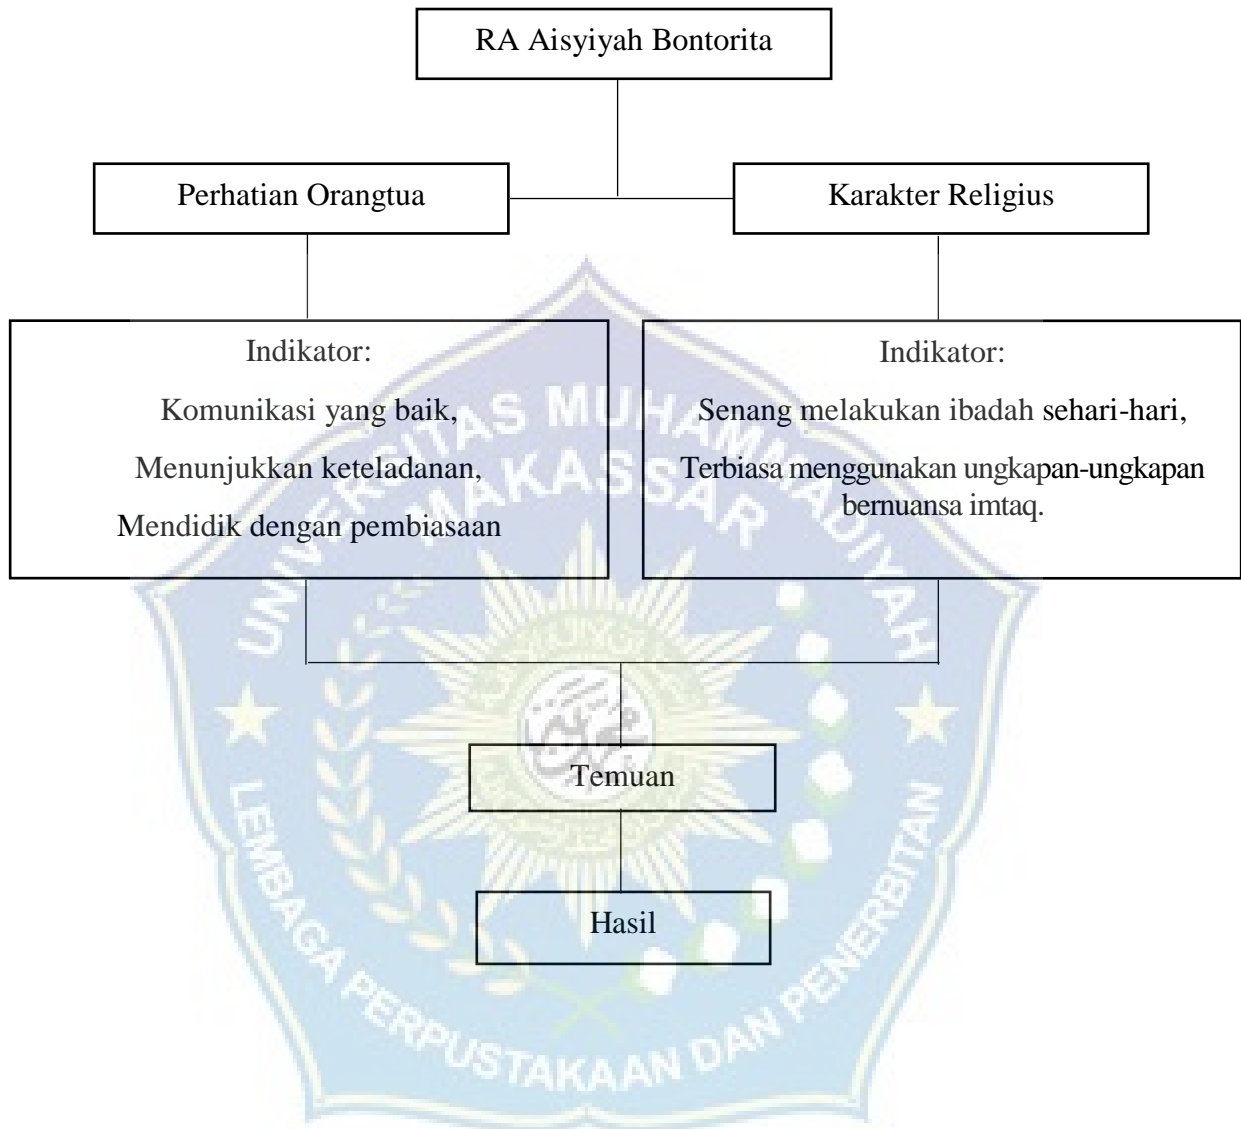 RA Aisyiyah Bontorita
Perhatian Orangtua
Karakter Religius
Indikator:
Komunikasi yang baik,
Menunjukkan keteladanan,
Mendidik dengan pembiasaan
Indikator:
Senang melakukan ibadah sehari-hari,
Terbiasa menggunakan ungkapan-ungkapan
bernuansa imtaq.
UNIVERSITAS MUHAMMADIYAH
MAKASSAR
Temuan
Hasil
LEMBAGA PERPUSTAKAAN DAN PENERBITAN